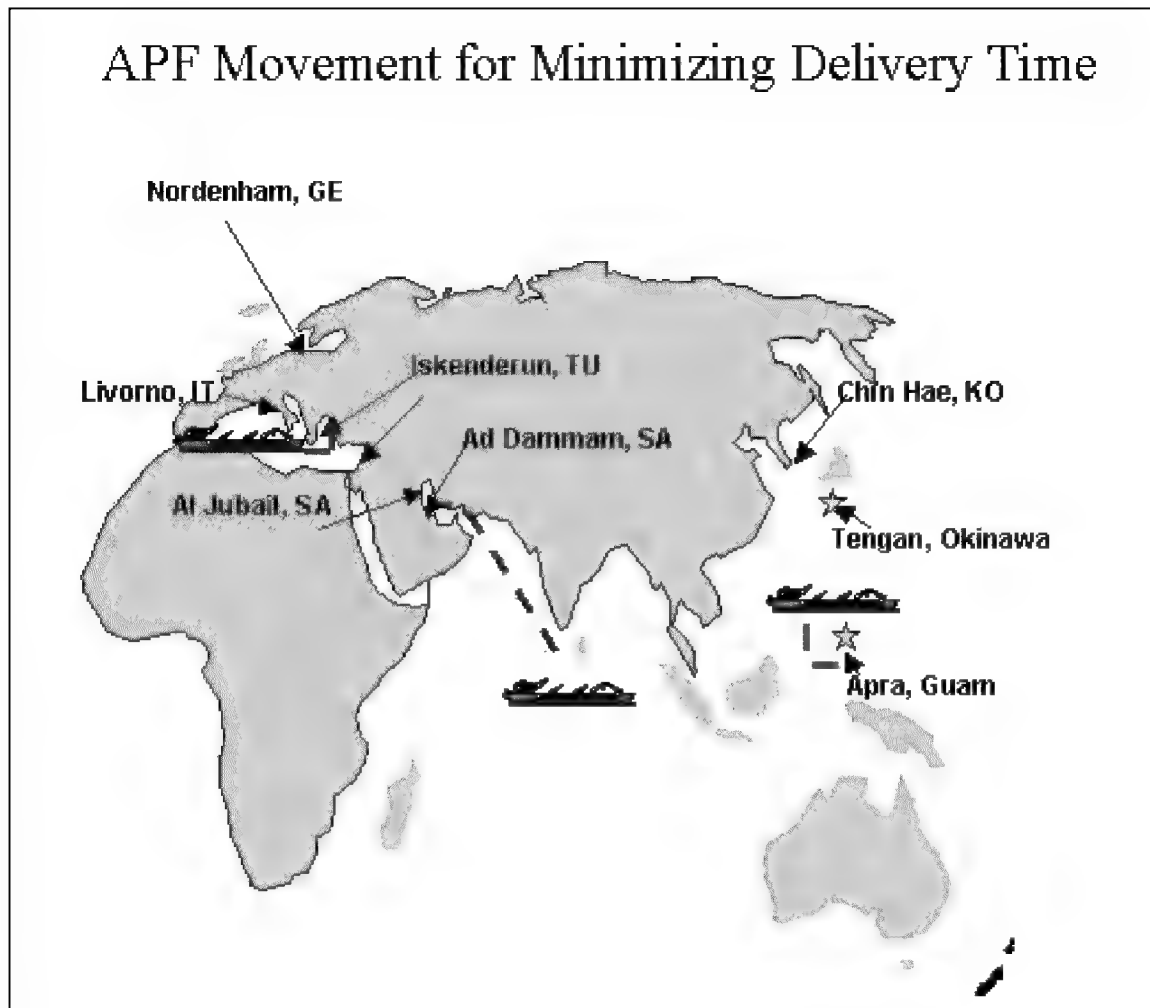 APF Movement for Minimizing Delivery Time
Nordenham, GE
Iskenderun, TU
Livorno, IT
Chin Hae, KO
Ad Dammam, SA
Al Jubail, SA
Tengan, Okinawa
Apra, Guam